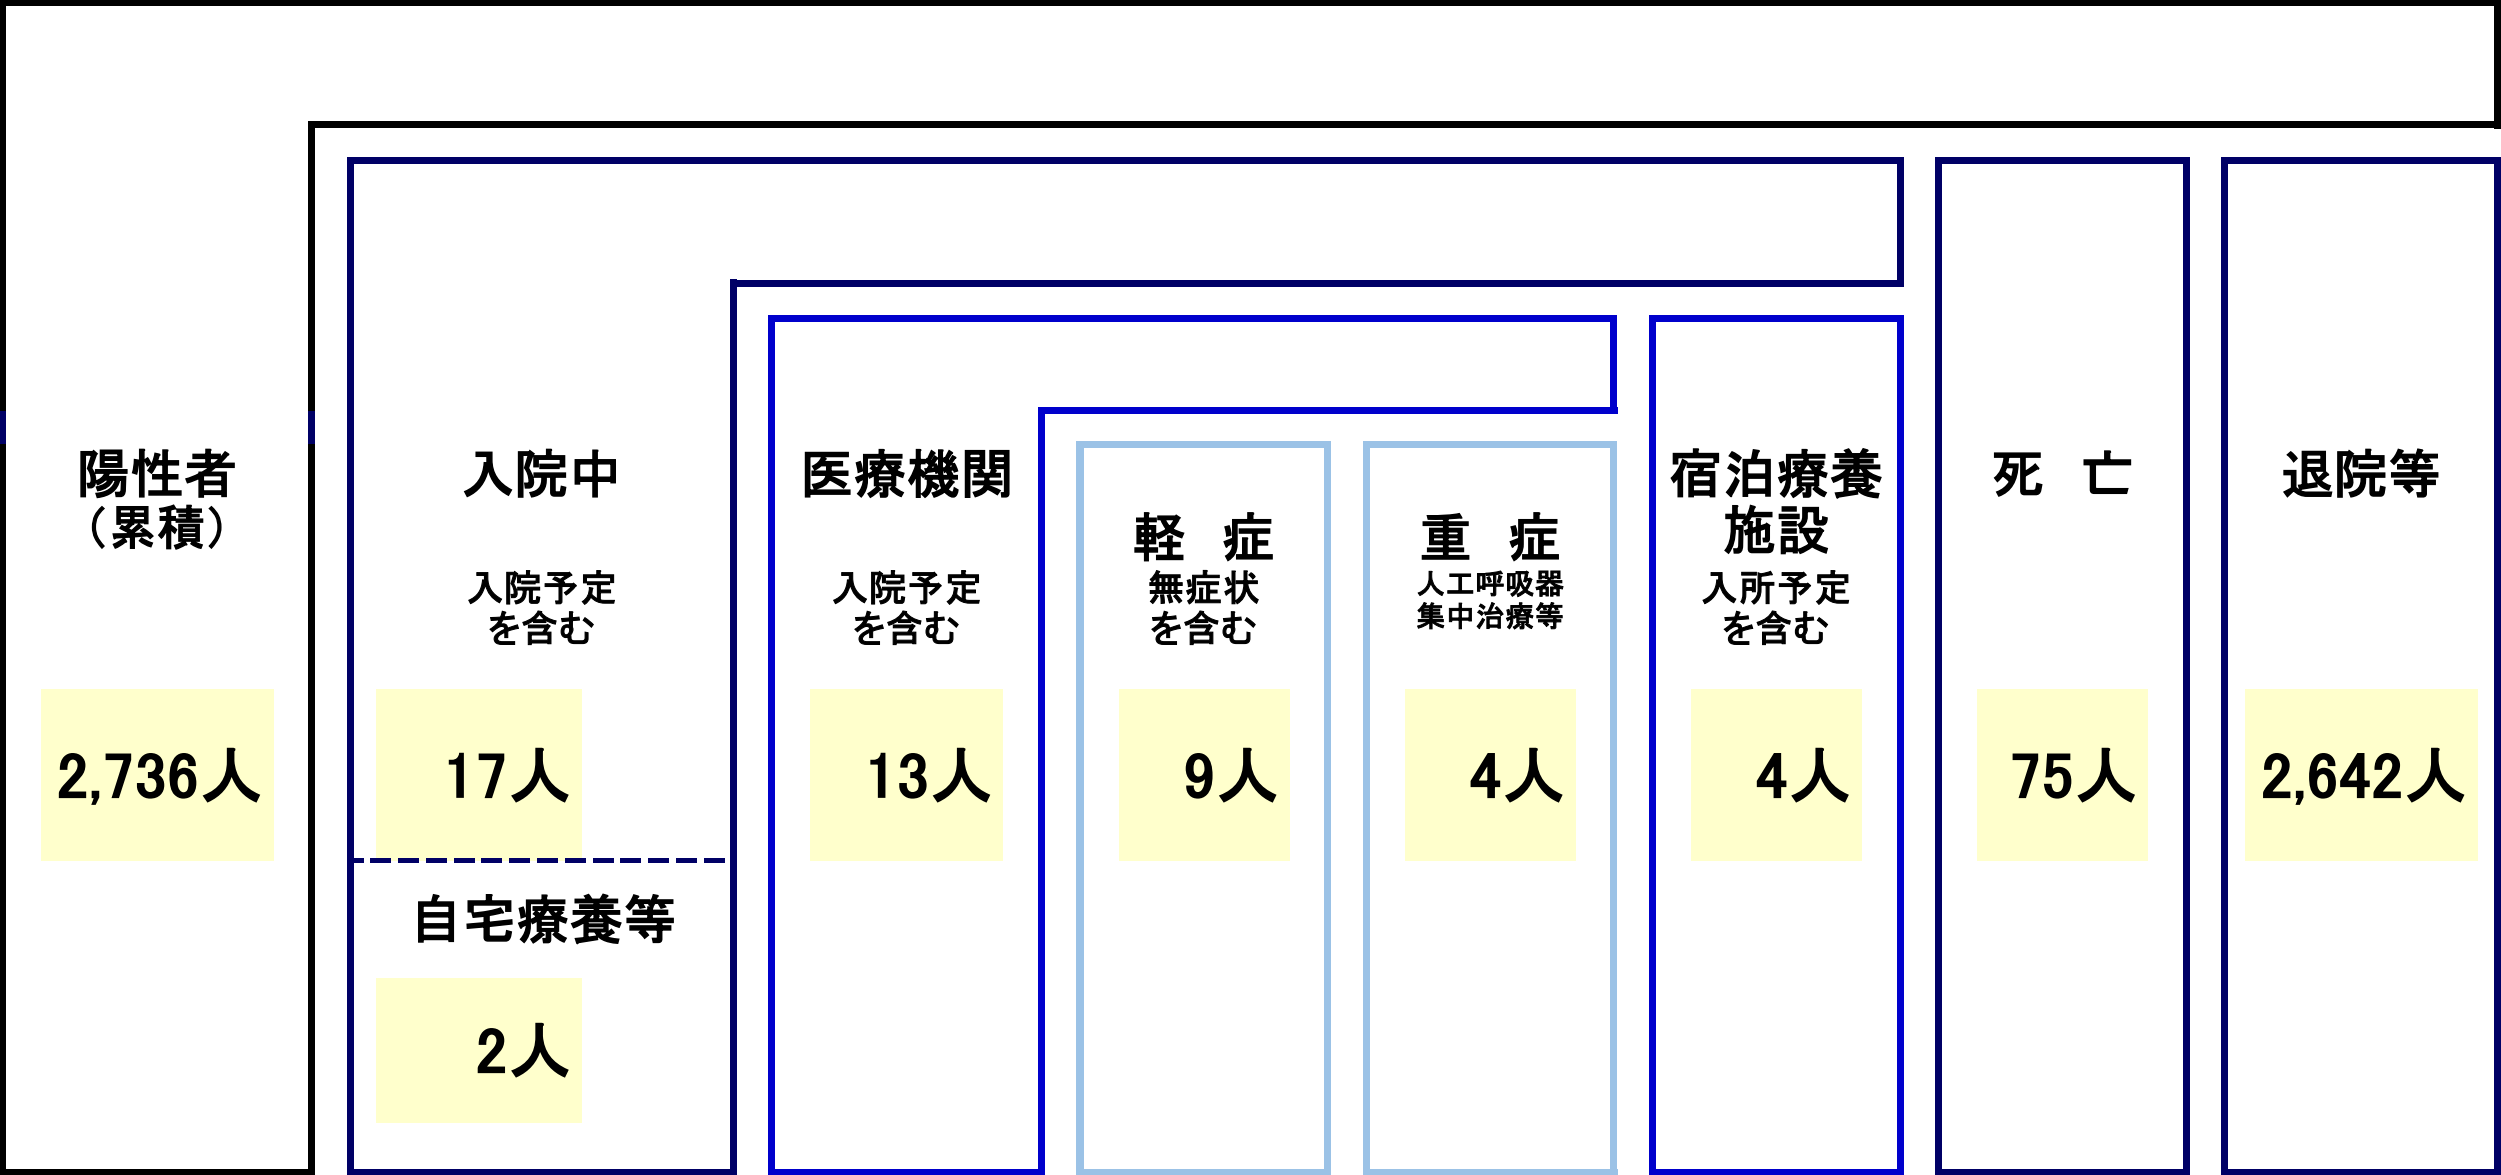 陽性者
（累積）
2,736人
入院中
入院予定
を含む
17人
自宅療養等
2人
医療機関
入院予定
を含む
13人
軽　症
無症状
を含む
9人
重　症
人工呼吸器
集中治療等
4人
宿泊療養
施設
入所予定
を含む
4人
死　亡
75人
退院等
2,642人